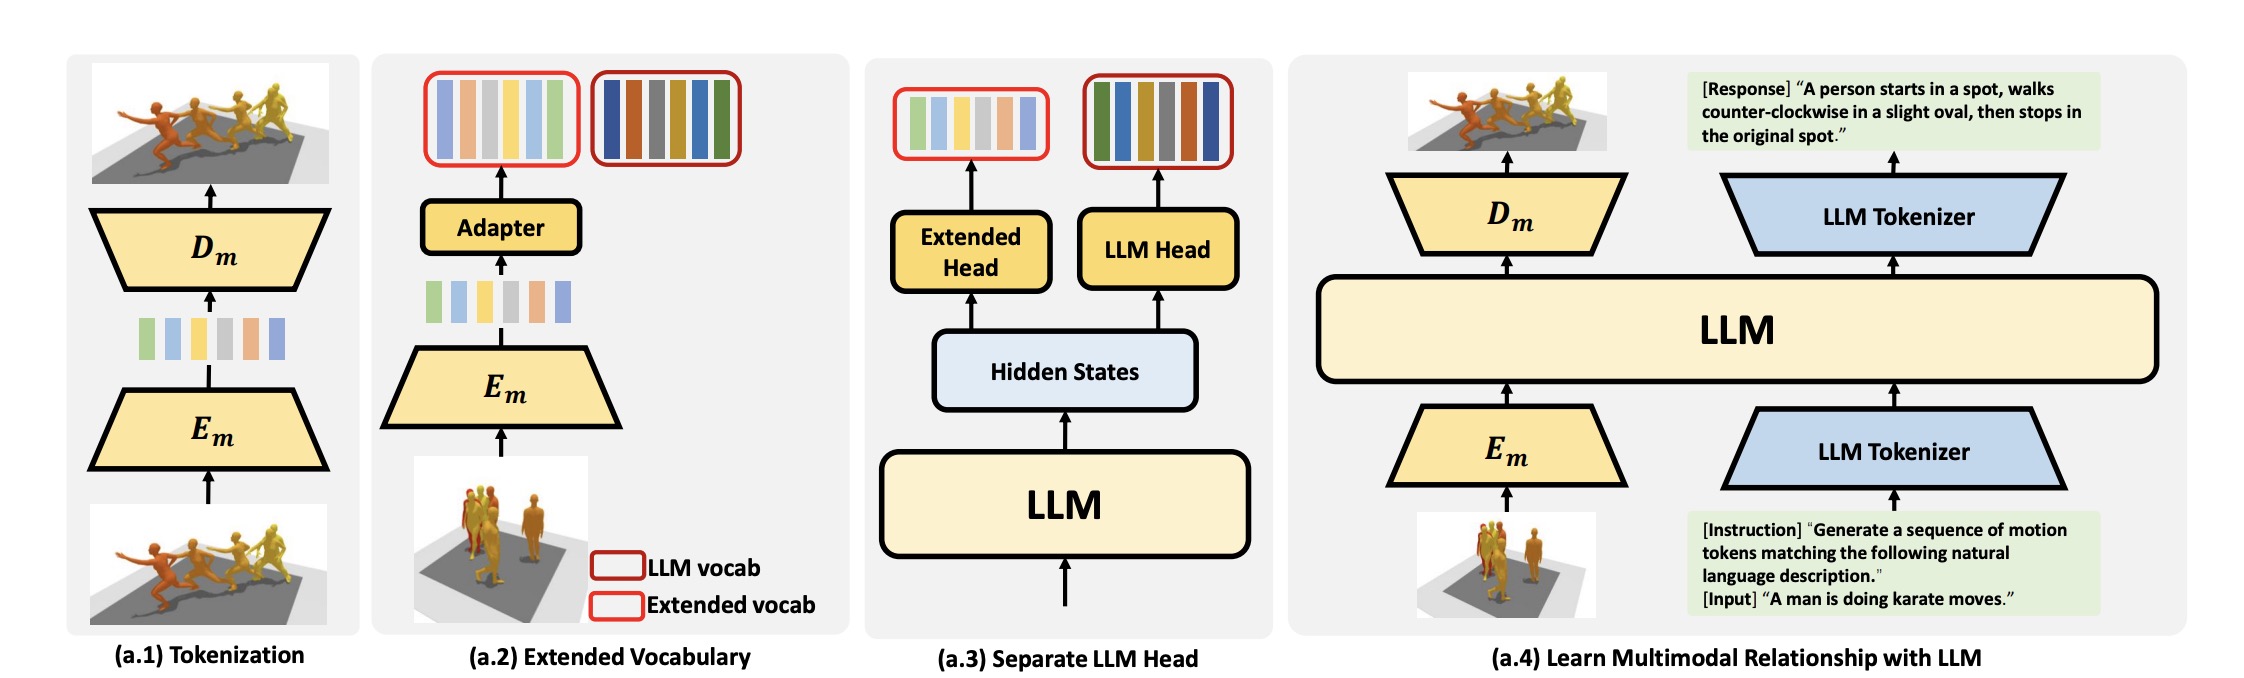 D_m
E_m
(a.1) Tokenization
Adapter
E_m
LLM vocab
Extended vocab
(a.2) Extended Vocabulary
Extended
Head
LLM Head
Hidden States
LLM
(a.3) Separate LLM Head
[Response] “A person starts in a spot, walks
counter-clockwise in a slight oval, then stops in
the original spot.”
D_m
LLM Tokenizer
LLM
E_m
LLM Tokenizer
[Instruction] “Generate a sequence of motion
tokens matching the following natural
language description.”
[Input] “A man is doing karate moves.”
(a.4) Learn Multimodal Relationship with LLM